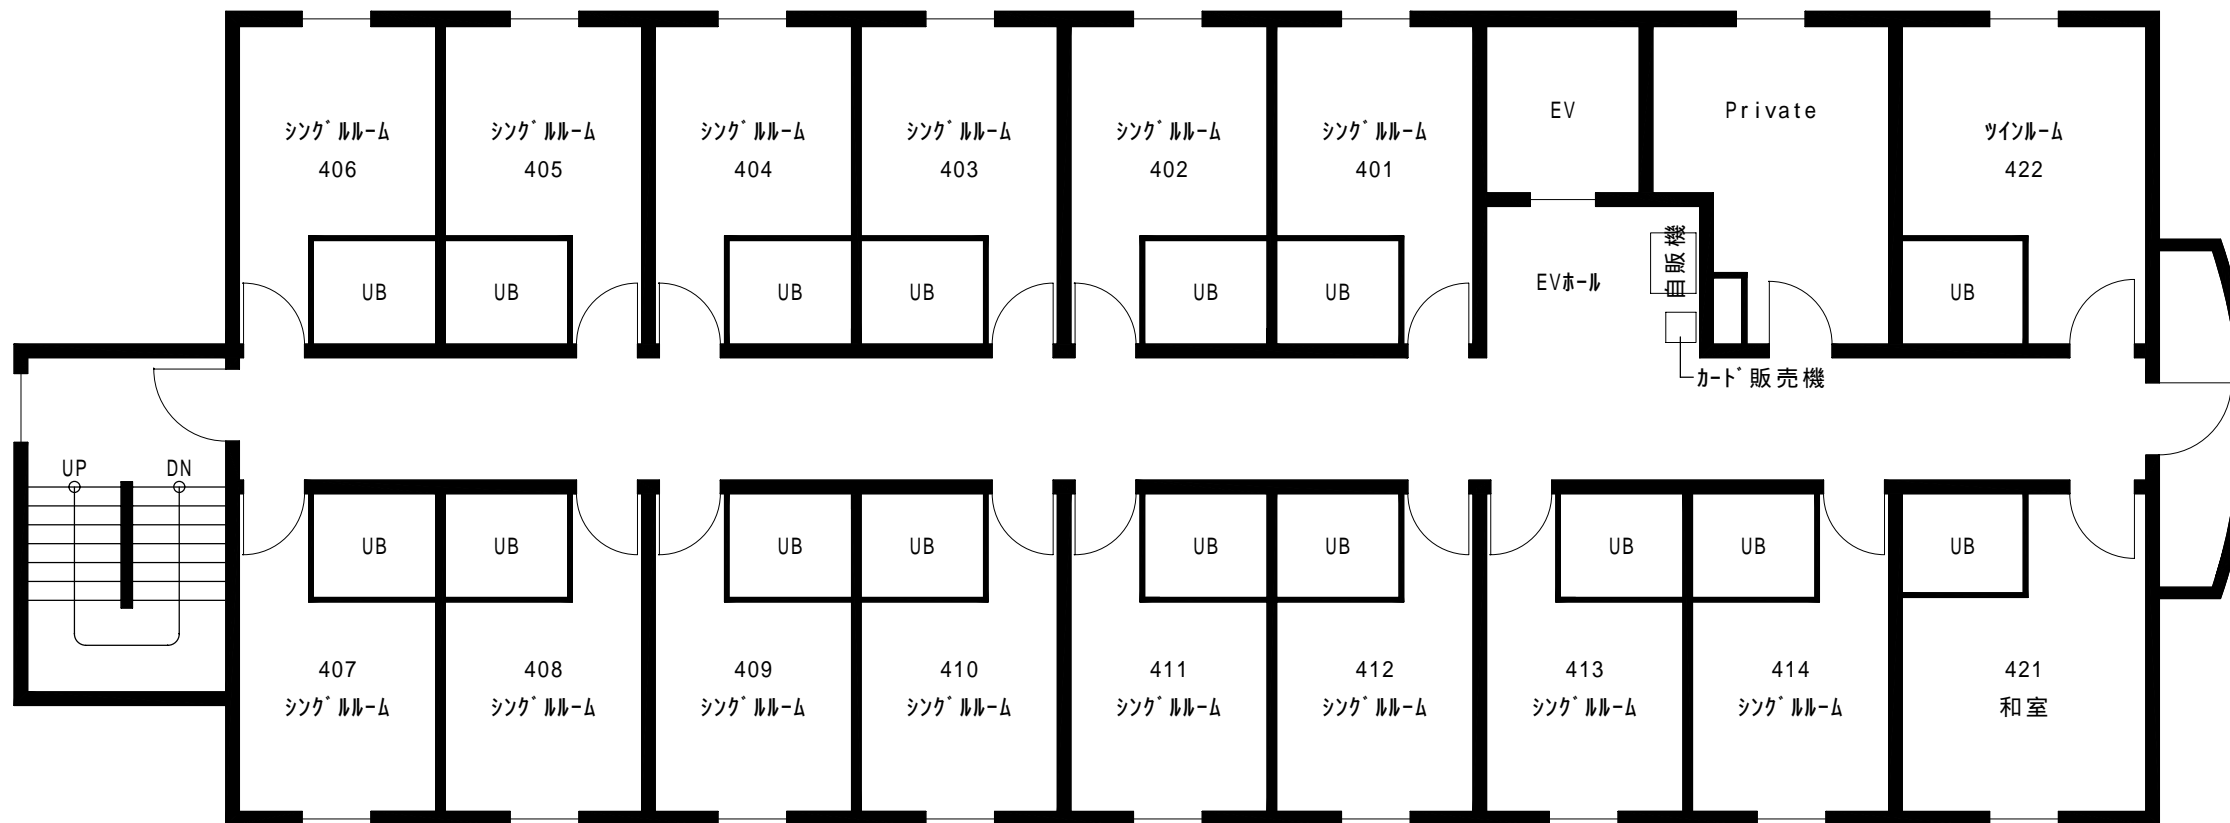 シングルルーム
406
シングルルーム
405
シングルルーム
404
シングルルーム
403
シングルルーム
402
シングルルーム
401
EV
Private
ツインルーム
422
UB
UB
UB
UB
UB
UB
EVホール
自販機
UB
カード販売機
UP
DN
UB
UB
UB
UB
UB
UB
UB
UB
UB
407
シングルルーム
408
シングルルーム
409
シングルルーム
410
シングルルーム
411
シングルルーム
412
シングルルーム
413
シングルルーム
414
シングルルーム
421
和室